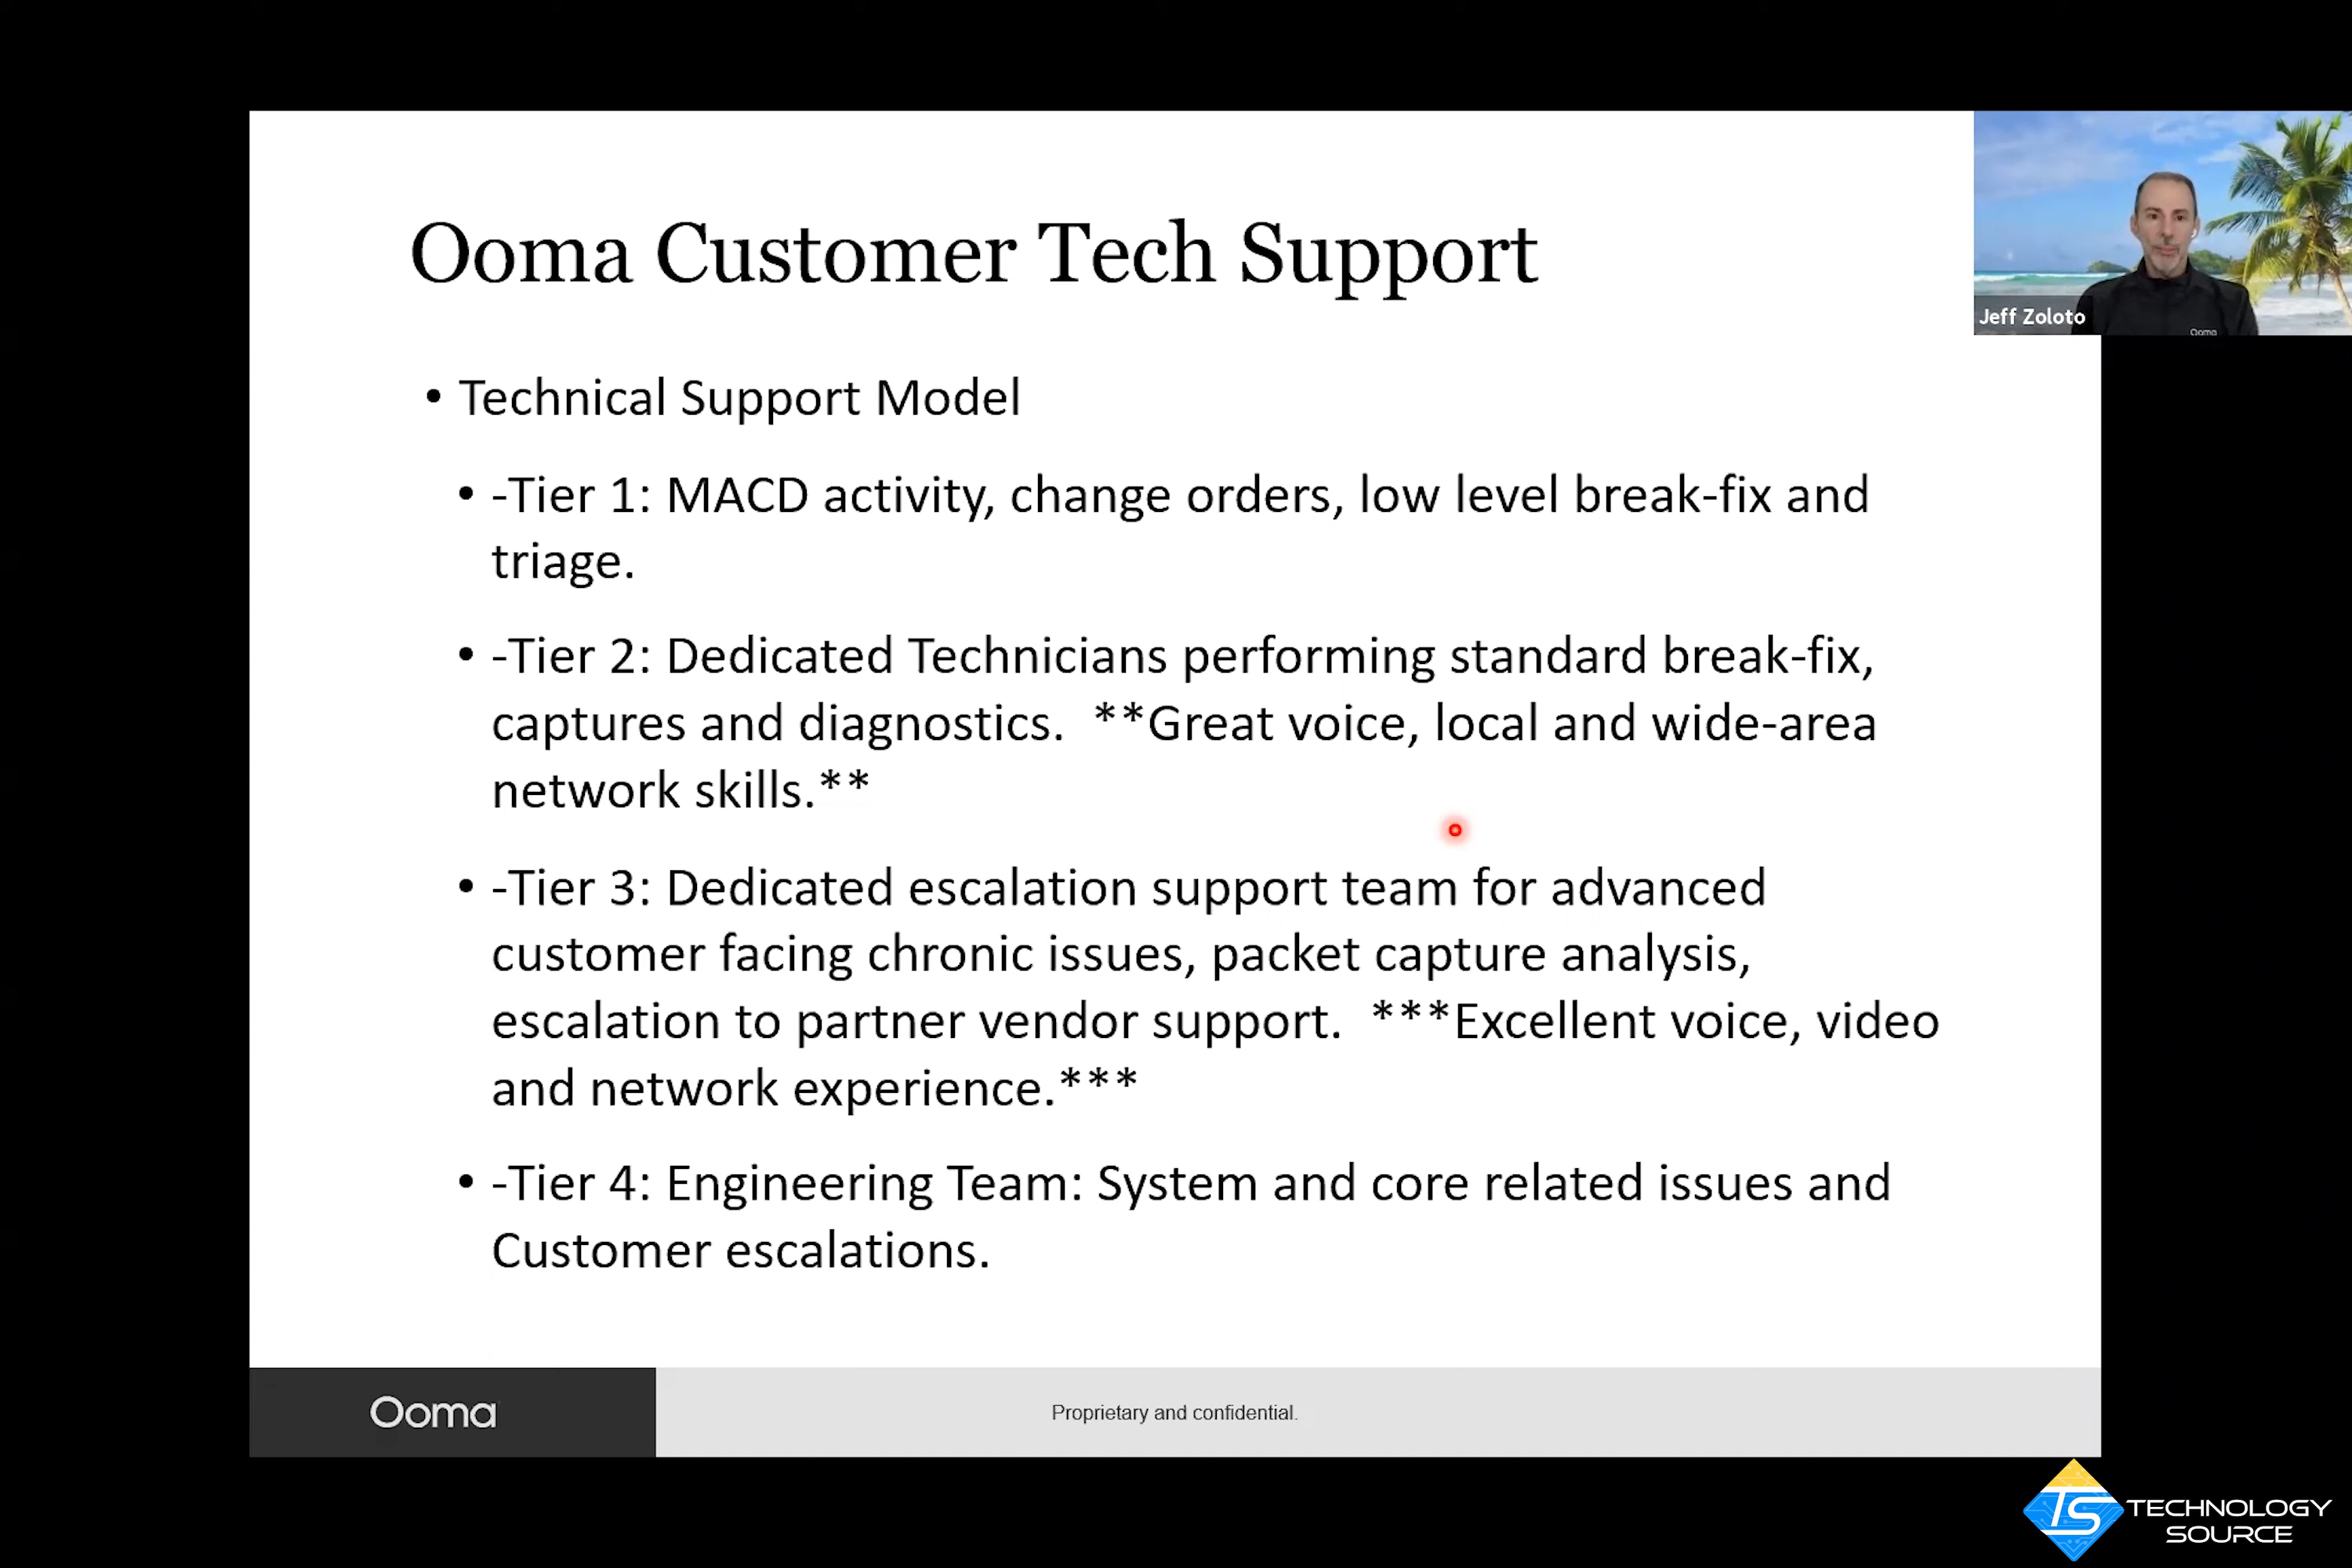 Ooma Customer Tech Support
Jeff Zoloto
Ooma
• Technical Support Model
• -Tier 1: MACD activity, change orders, low level break-fix and
triage.
• -Tier 2: Dedicated Technicians performing standard break-fix,
captures and diagnostics.  **Great voice, local and wide-area
network skills.**
• -Tier 3: Dedicated escalation support team for advanced
customer facing chronic issues, packet capture analysis,
escalation to partner vendor support.  ***Excellent voice, video
and network experience.***
• -Tier 4: Engineering Team: System and core related issues and
Customer escalations.
Ooma
Proprietary and confidential.
TS TECHNOLOGY
SOURCE